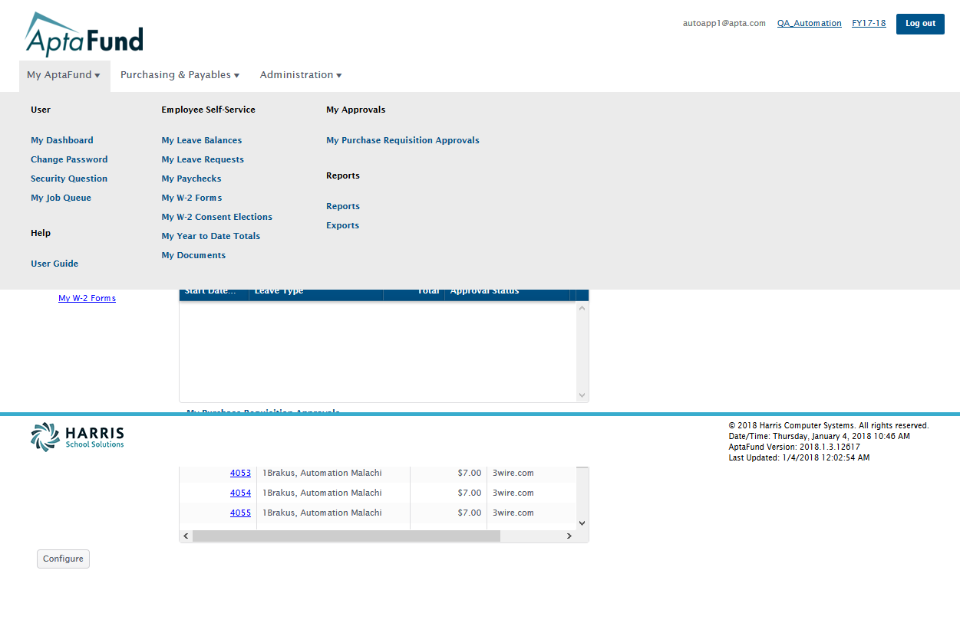 AptaFund
autoapp1@apta.com QA_Automation FY17-18 Log out
My AptaFund ▾ Purchasing & Payables ▾ Administration ▾
User Employee Self-Service My Approvals
My Dashboard My Leave Balances My Purchase Requisition Approvals
Change Password My Leave Requests
Security Question My Paychecks Reports
My Job Queue My W-2 Forms
My W-2 Consent Elections Reports
Help My Year to Date Totals Exports
User Guide My Documents
Start Date... Leave Type Total Approval Status
My W-2 Forms
My Purchase Requisition Approvals
HARRIS
School Solutions
© 2018 Harris Computer Systems. All rights reserved.
Date/Time: Thursday, January 4, 2018 10:46 AM
AptaFund Version: 2018.1.3.12617
Last Updated: 1/4/2018 12:02:54 AM
4053 1Brakus, Automation Malachi $7.00 3wire.com
4054 1Brakus, Automation Malachi $7.00 3wire.com
4055 1Brakus, Automation Malachi $7.00 3wire.com
Configure